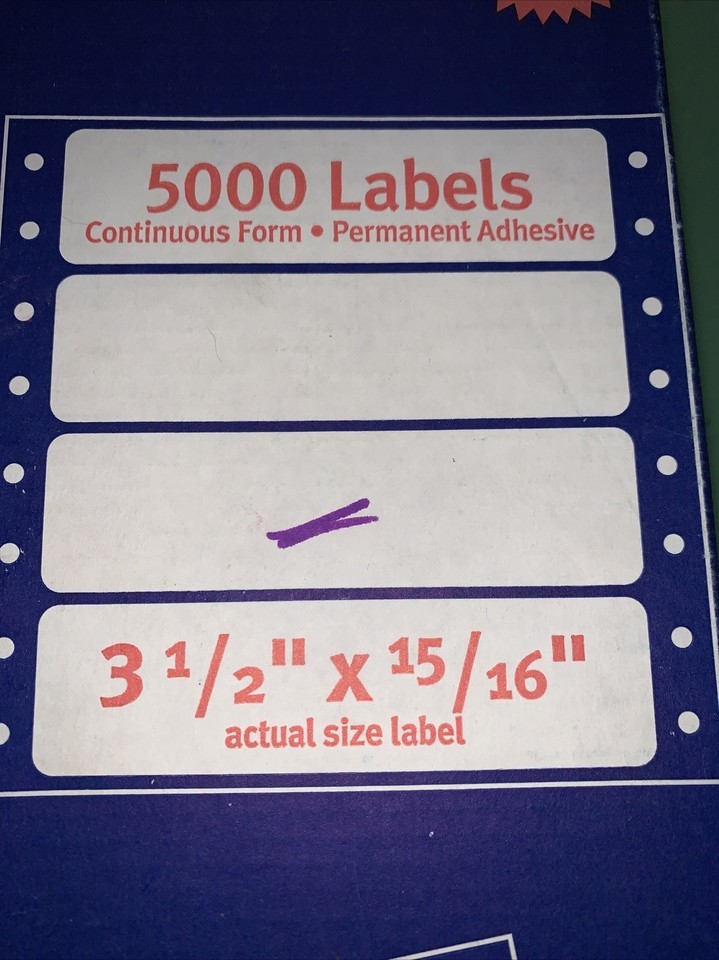 5000 Labels
Continuous Form • Permanent Adhesive
3 1/2" x 15/16"
actual size label